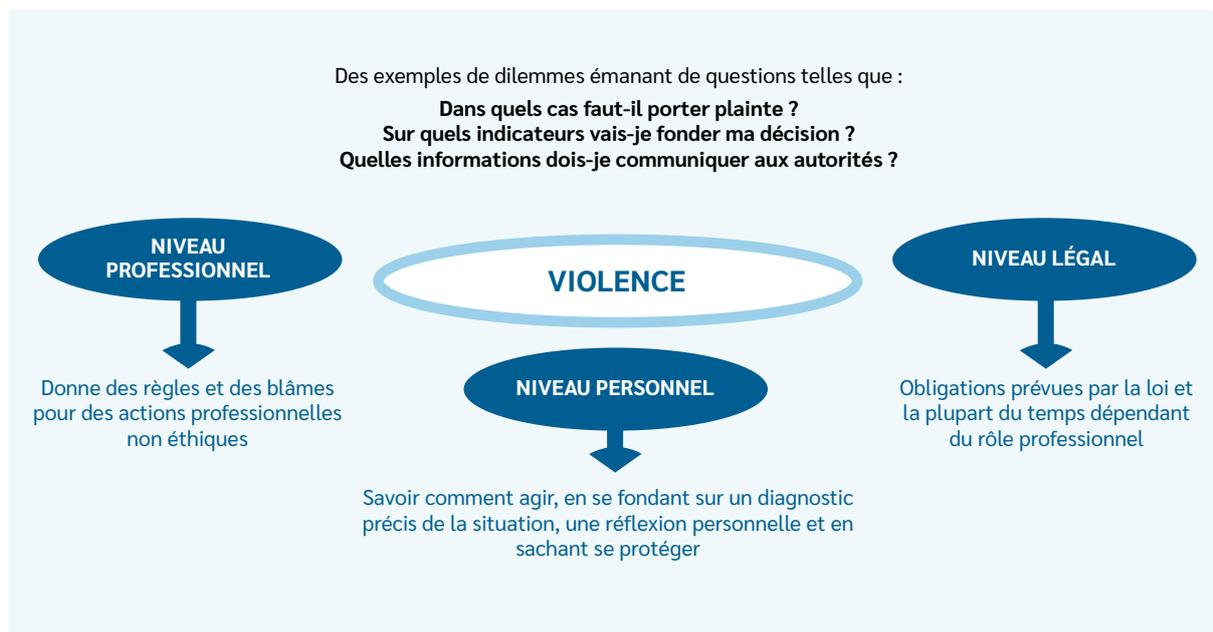 Des exemples de dilemmes émanant de questions telles que :
Dans quels cas faut-il porter plainte ?
Sur quels indicateurs vais-je fonder ma décision ?
Quelles informations dois-je communiquer aux autorités ?
NIVEAU
PROFESSIONNEL
Donne des règles et des blâmes
pour des actions professionnelles
non éthiques
VIOLENCE
NIVEAU PERSONNEL
Savoir comment agir, en se fondant sur un diagnostic
précis de la situation, une réflexion personnelle et en
sachant se protéger
NIVEAU LÉGAL
Obligations prévues par la loi et
la plupart du temps dépendant
du rôle professionnel